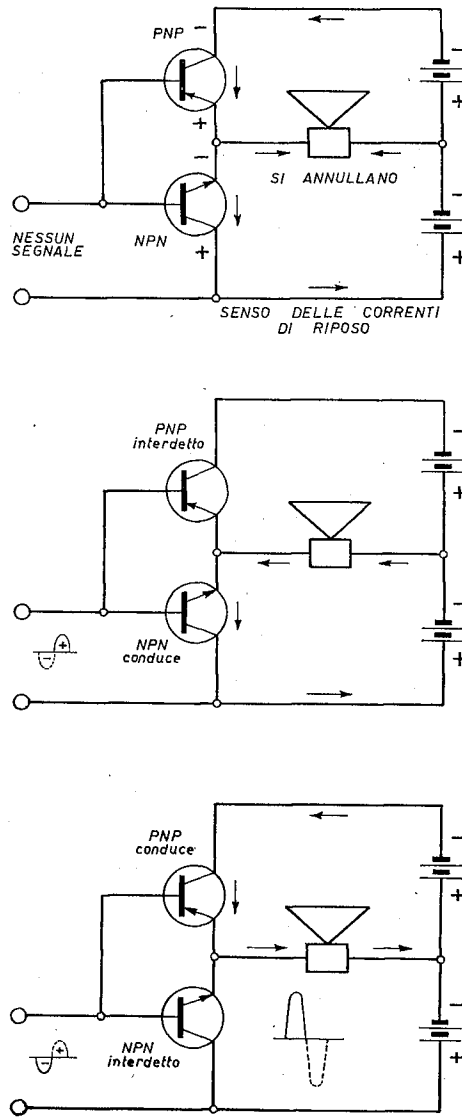 PNP
−
−
+
+
−
SI ANNULLANO
−
NESSUN
SEGNALE
NPN
+
+
SENSO DELLE CORRENTI
DI RIPOSO
PNP
interdetto
−
+
−
− +
NPN
conduce
+
PNP
conduce
−
+
−
− +
NPN
interdetto
+